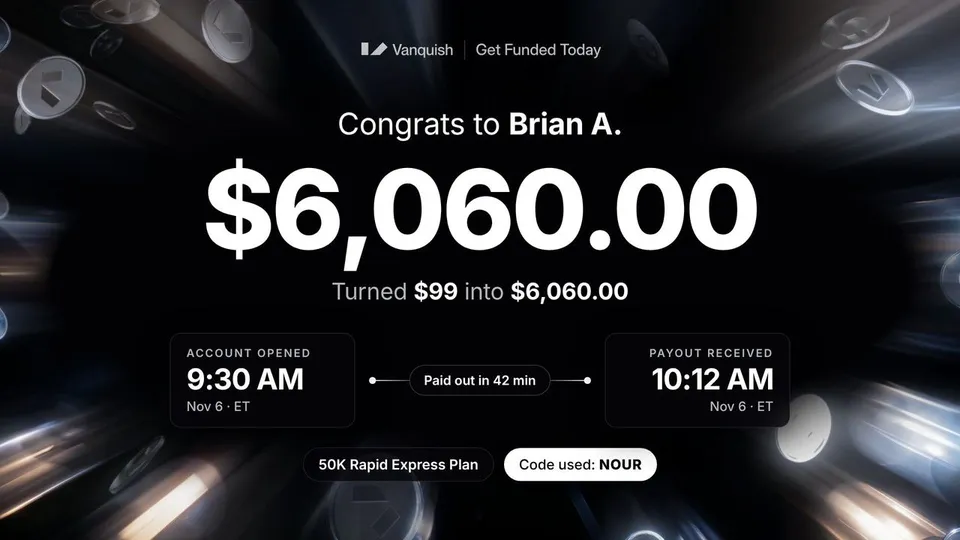 Vanquish | Get Funded Today
Congrats to Brian A.
$6,060.00
Turned $99 into $6,060.00
ACCOUNT OPENED
9:30 AM
Nov 6 · ET
Paid out in 42 min
PAYOUT RECEIVED
10:12 AM
Nov 6 · ET
50K Rapid Express Plan
Code used: NOUR